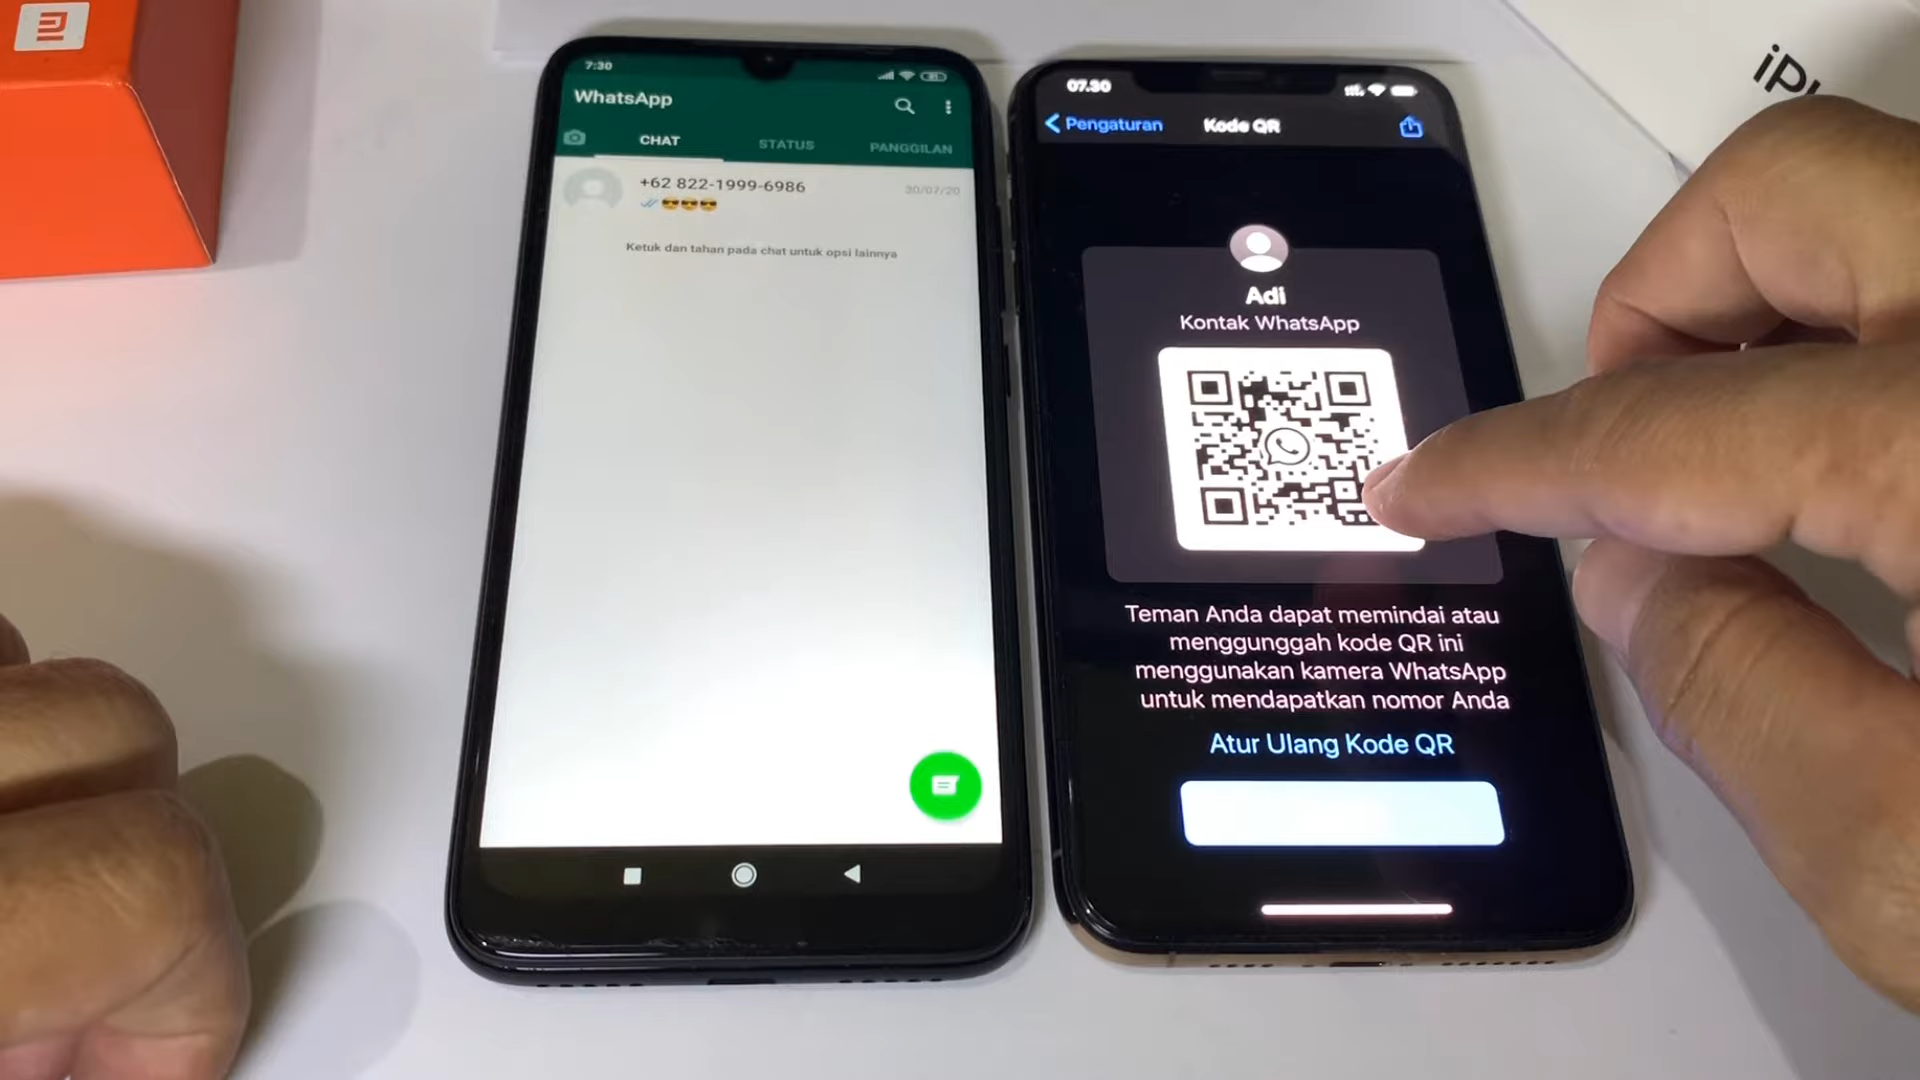 7:30
WhatsApp
CHAT
STATUS
PANGGILAN
+62 822-1999-6986
30/07/20
😎😎😎
Ketuk dan tahan pada chat untuk opsi lainnya
07.30
Pengaturan
Kode QR
Adi
Kontak WhatsApp
Teman Anda dapat memindai atau
menggunggah kode QR ini
menggunakan kamera WhatsApp
untuk mendapatkan nomor Anda
Atur Ulang Kode QR